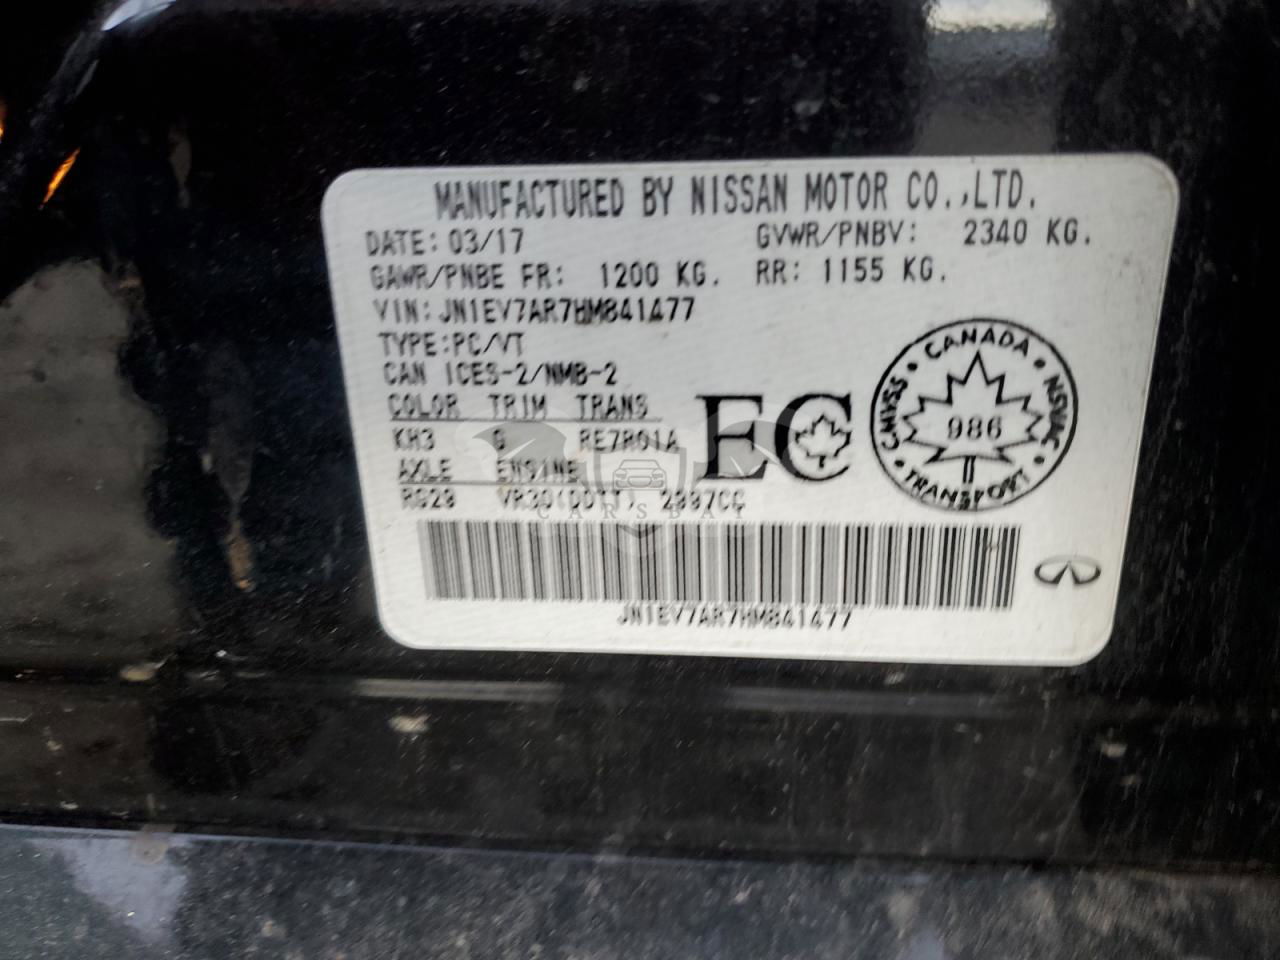 MANUFACTURED BY NISSAN MOTOR CO.,LTD.
DATE: 03/17 GVWR/PNBV: 2340 KG.
GAWR/PNBE FR: 1200 KG. RR: 1155 KG.
VIN: JN1EV7AR7HM841477
TYPE:PC/VT
CAN ICES-2/NMB-2
COLOR TRIM TRANS
KH3 G RE7R01A
AXLE ENGINE
RG29 VR30(DDTT) 2997CC
EC
CANADA
CMVSS 986 NSVAC
TRANSPORT
CARSBAT
JN1EV7AR7HM841477